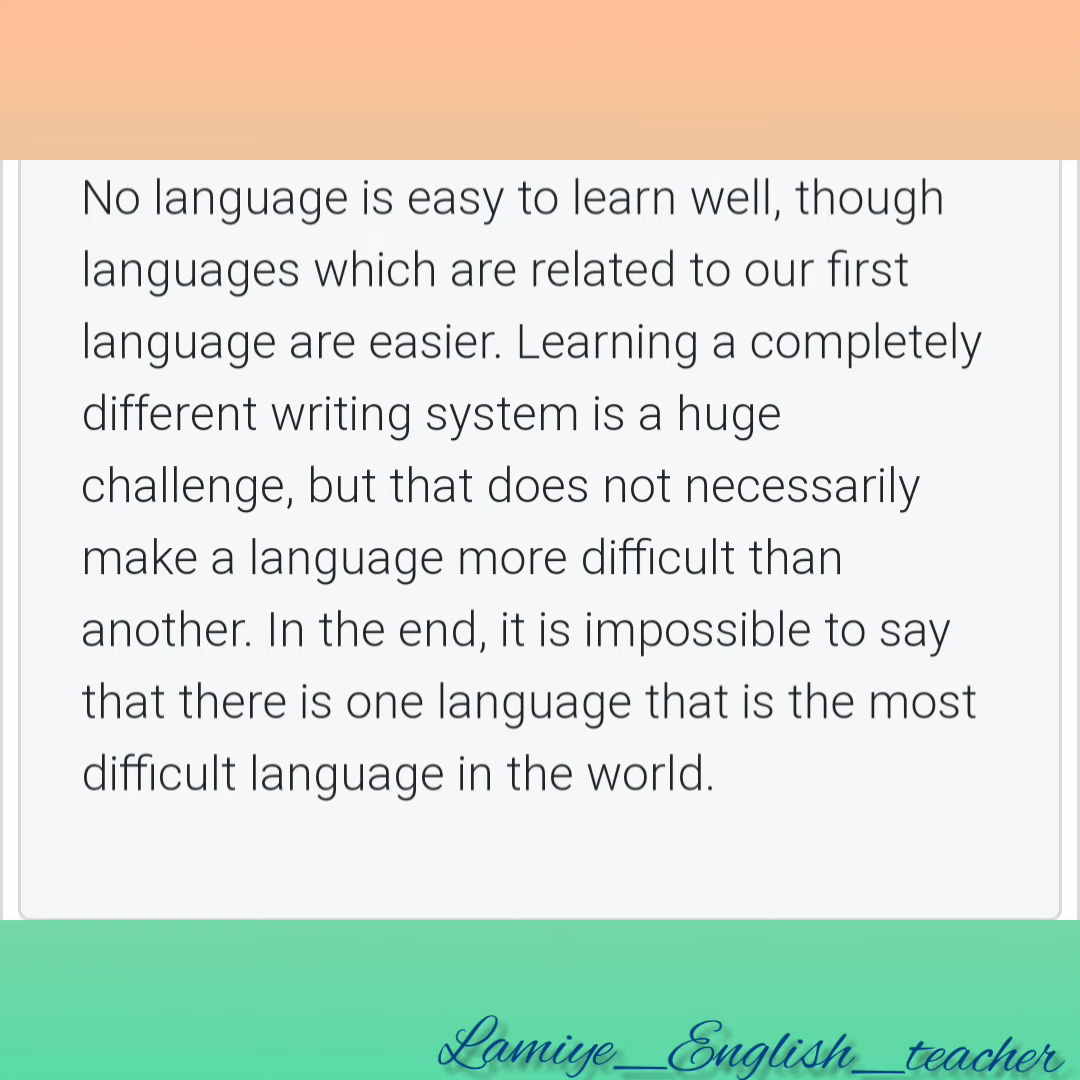 No language is easy to learn well, though
languages which are related to our first
language are easier. Learning a completely
different writing system is a huge
challenge, but that does not necessarily
make a language more difficult than
another. In the end, it is impossible to say
that there is one language that is the most
difficult language in the world.
Lamiye__English__teacher